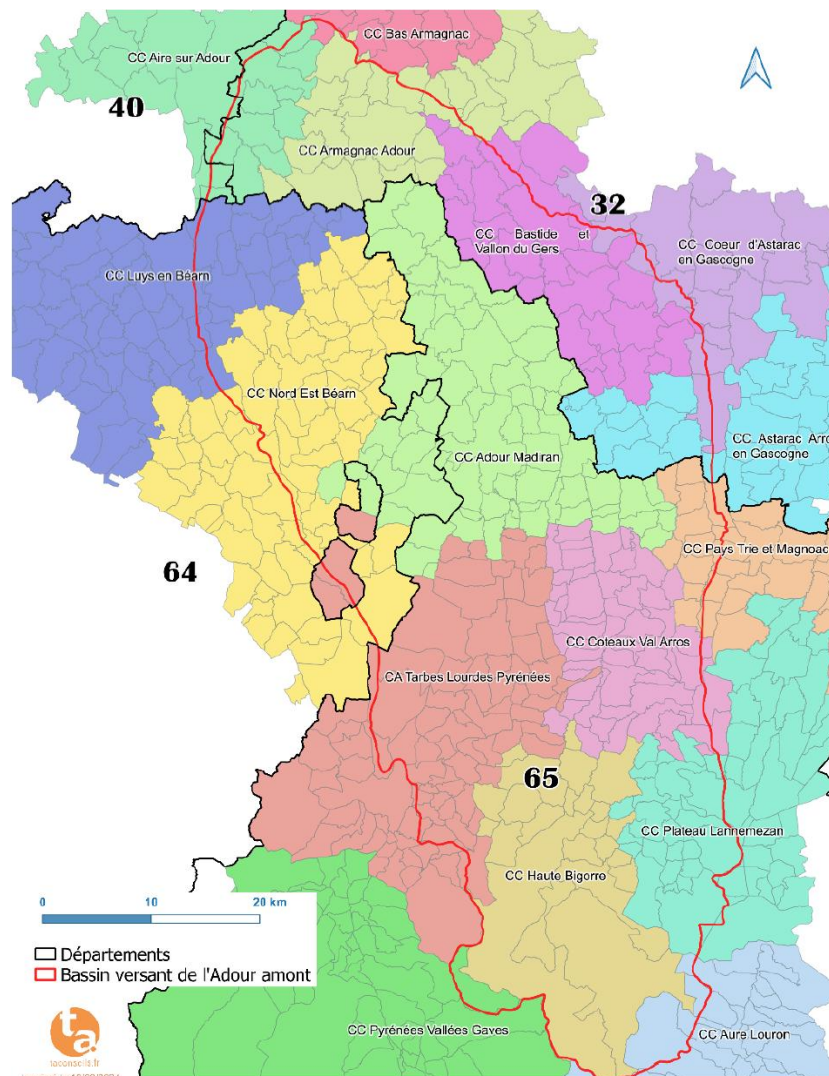 CC Bas Armagnac
CC Aire sur Adour
40
CC Armagnac Adour
32
CC Bastide et
Vallon du Gers
CC Coeur d'Astarac
en Gascogne
CC Luys en Béarn
CC Nord Est Béarn
CC Astarac Arro
en Gascogne
CC Adour Madiran
64
CC Pays Trie et Magnoac
CC Coteaux Val Arros
CA Tarbes Lourdes Pyrénées
65
CC Plateau Lannemezan
CC Haute Bigorre
0 10 20 km
Départements
Bassin versant de l'Adour amont
CC Pyrénées Vallées Gaves
CC Aure Louron
ta.
taconseils.fr